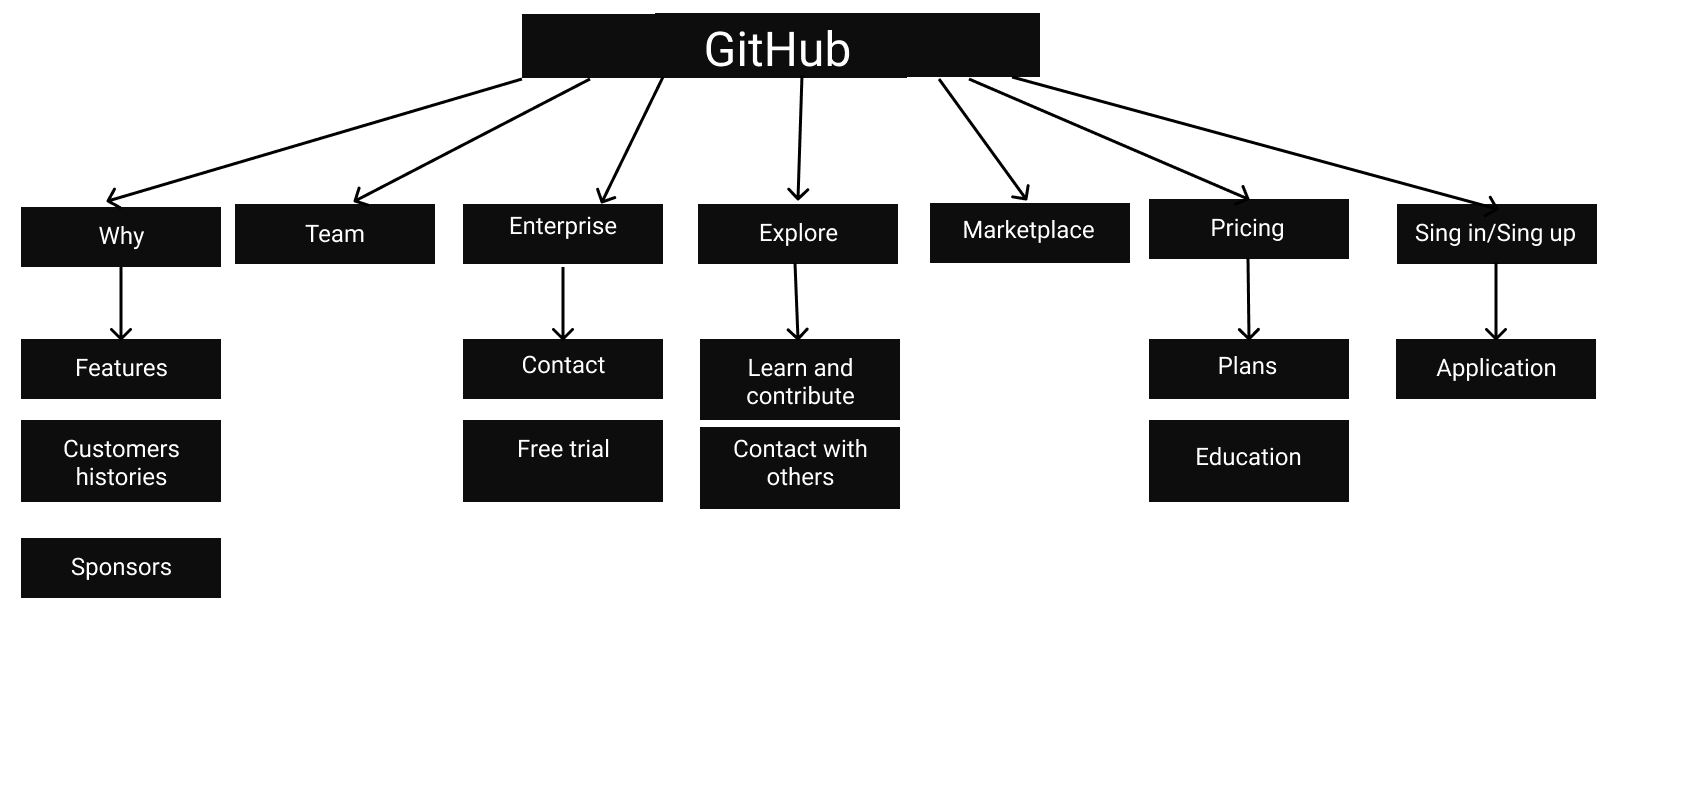 GitHub
Why
Team
Enterprise
Explore
Marketplace
Pricing
Sing in/Sing up
Features
Contact
Learn and
contribute
Plans
Application
Customers
histories
Free trial
Contact with
others
Education
Sponsors